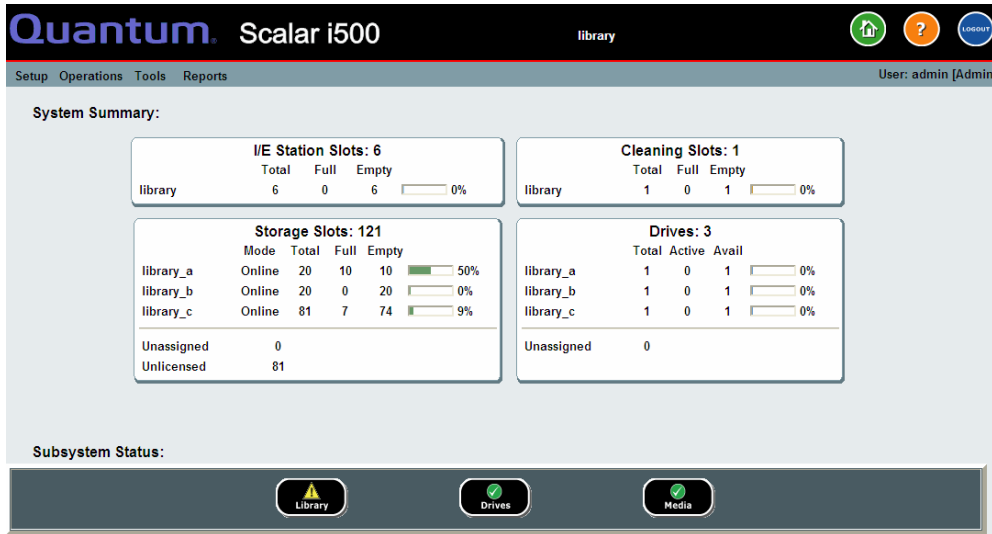 Quantum. Scalar i500 library LOGOUT
Setup Operations Tools Reports User: admin [Admin
System Summary:
I/E Station Slots: 6
Total Full Empty
library 6 0 6 0%
Cleaning Slots: 1
Total Full Empty
library 1 0 1 0%
Storage Slots: 121
Mode Total Full Empty
library_a Online 20 10 10 50%
library_b Online 20 0 20 0%
library_c Online 81 7 74 9%
Unassigned 0
Unlicensed 81
Drives: 3
Total Active Avail
library_a 1 0 1 0%
library_b 1 0 1 0%
library_c 1 0 1 0%
Unassigned 0
Subsystem Status:
Library Drives Media